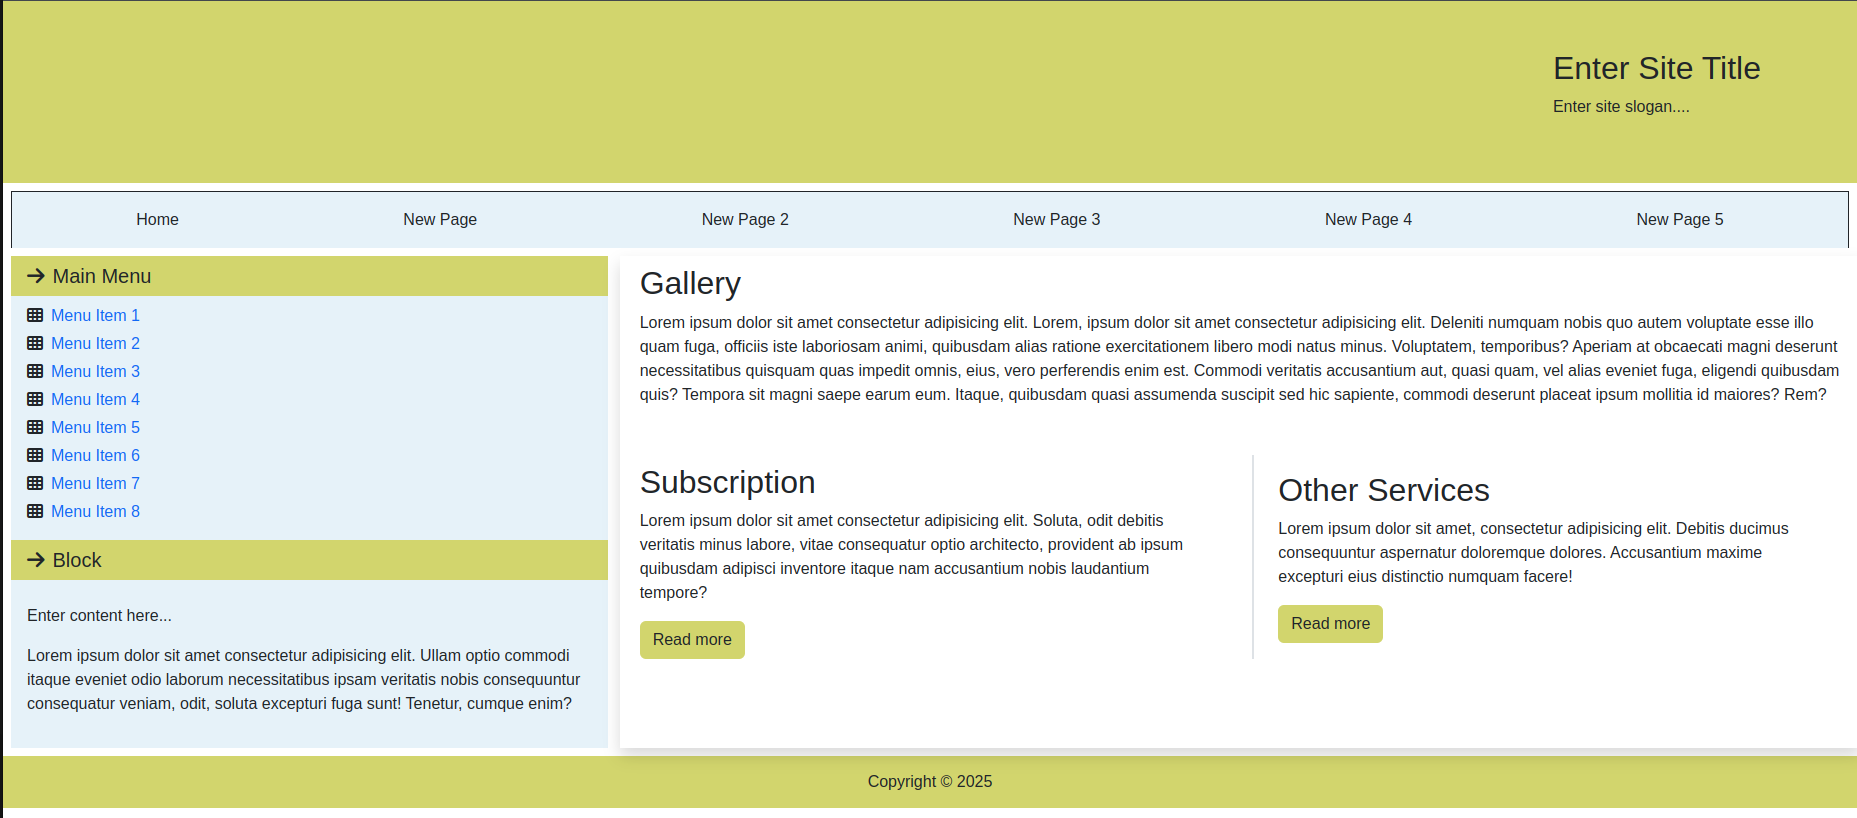 Enter Site Title
Enter site slogan....
Home New Page New Page 2 New Page 3 New Page 4 New Page 5
Main Menu
Menu Item 1
Menu Item 2
Menu Item 3
Menu Item 4
Menu Item 5
Menu Item 6
Menu Item 7
Menu Item 8
Block
Enter content here...
Lorem ipsum dolor sit amet consectetur adipisicing elit. Ullam optio commodi
itaque eveniet odio laborum necessitatibus ipsam veritatis nobis consequuntur
consequatur veniam, odit, soluta excepturi fuga sunt! Tenetur, cumque enim?
Gallery
Lorem ipsum dolor sit amet consectetur adipisicing elit. Lorem, ipsum dolor sit amet consectetur adipisicing elit. Deleniti numquam nobis quo autem voluptate esse illo
quam fuga, officiis iste laboriosam animi, quibusdam alias ratione exercitationem libero modi natus minus. Voluptatem, temporibus? Aperiam at obcaecati magni deserunt
necessitatibus quisquam quas impedit omnis, eius, vero perferendis enim est. Commodi veritatis accusantium aut, quasi quam, vel alias eveniet fuga, eligendi quibusdam
quis? Tempora sit magni saepe earum eum. Itaque, quibusdam quasi assumenda suscipit sed hic sapiente, commodi deserunt placeat ipsum mollitia id maiores? Rem?
Subscription
Lorem ipsum dolor sit amet consectetur adipisicing elit. Soluta, odit debitis
veritatis minus labore, vitae consequatur optio architecto, provident ab ipsum
quibusdam adipisci inventore itaque nam accusantium nobis laudantium
tempore?
Read more
Other Services
Lorem ipsum dolor sit amet, consectetur adipisicing elit. Debitis ducimus
consequuntur aspernatur doloremque dolores. Accusantium maxime
excepturi eius distinctio numquam facere!
Read more
Copyright © 2025